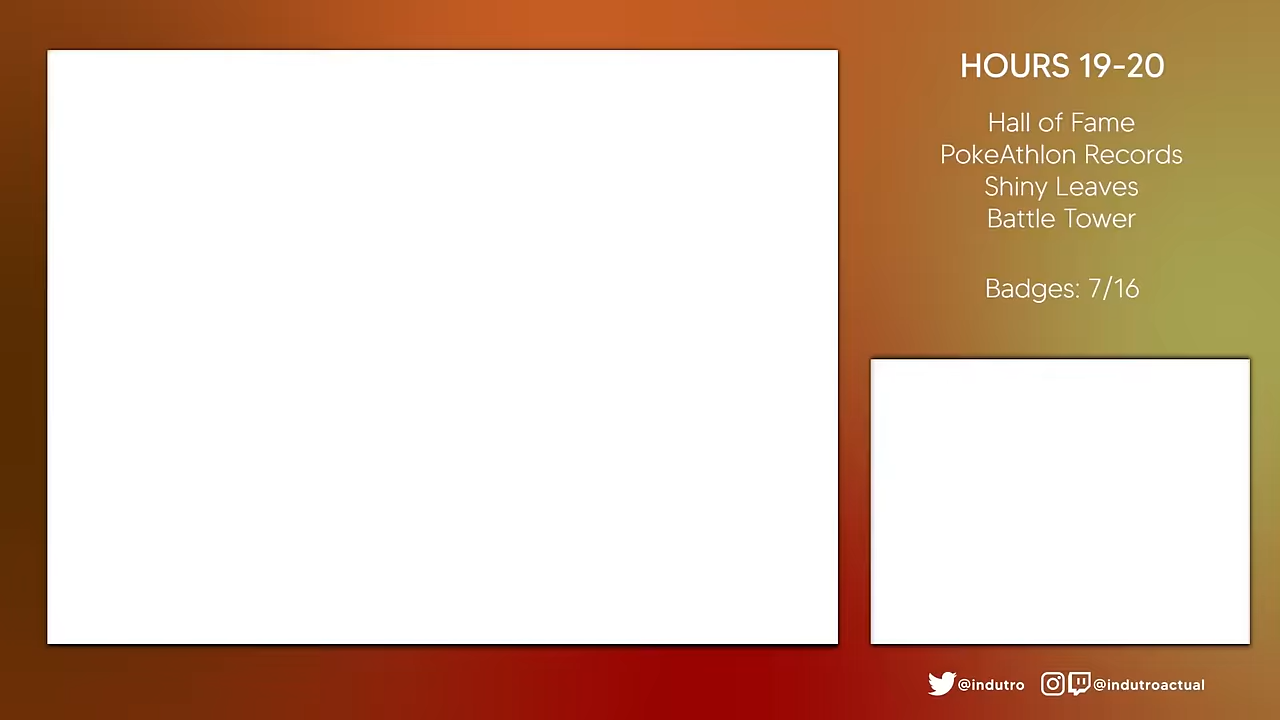 HOURS 19-20
Hall of Fame
PokeAthlon Records
Shiny Leaves
Battle Tower
Badges: 7/16
@indutro @indutroactual